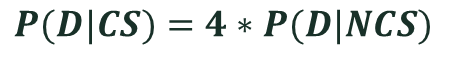 P(D|CS) = 4 * P(D|NCS)